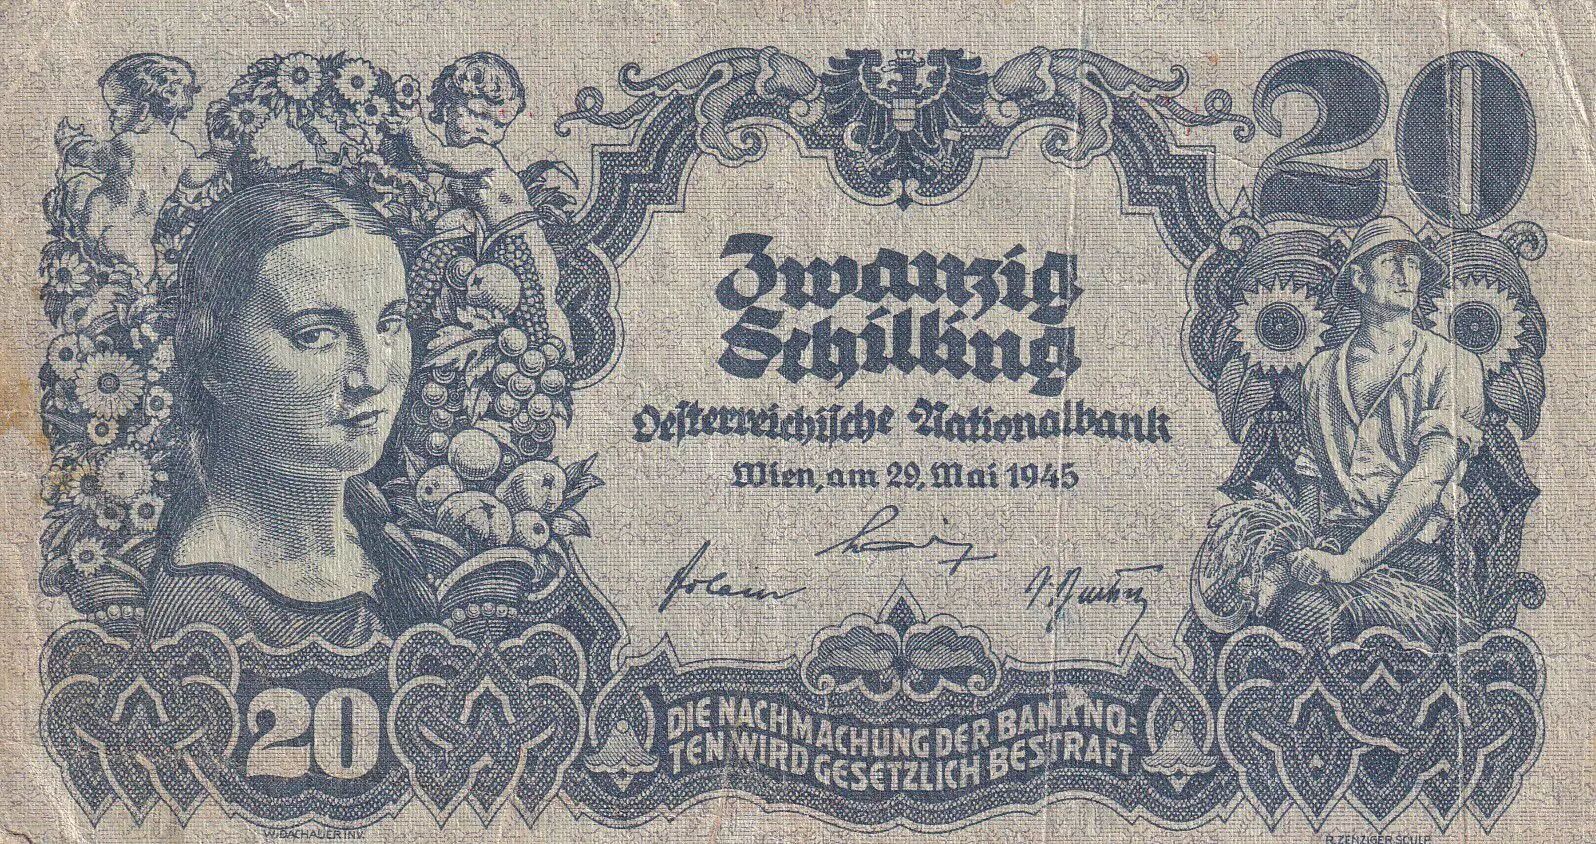 20
Zwanzig
Schilling
Oesterreichische Nationalbank
Wien, am 29. Mai 1945
20
DIE NACHMACHUNG DER BANKNO=
TEN WIRD GESETZLICH BESTRAFT
W. DACHAUER INV.
R. ZENZIGER SCULP.